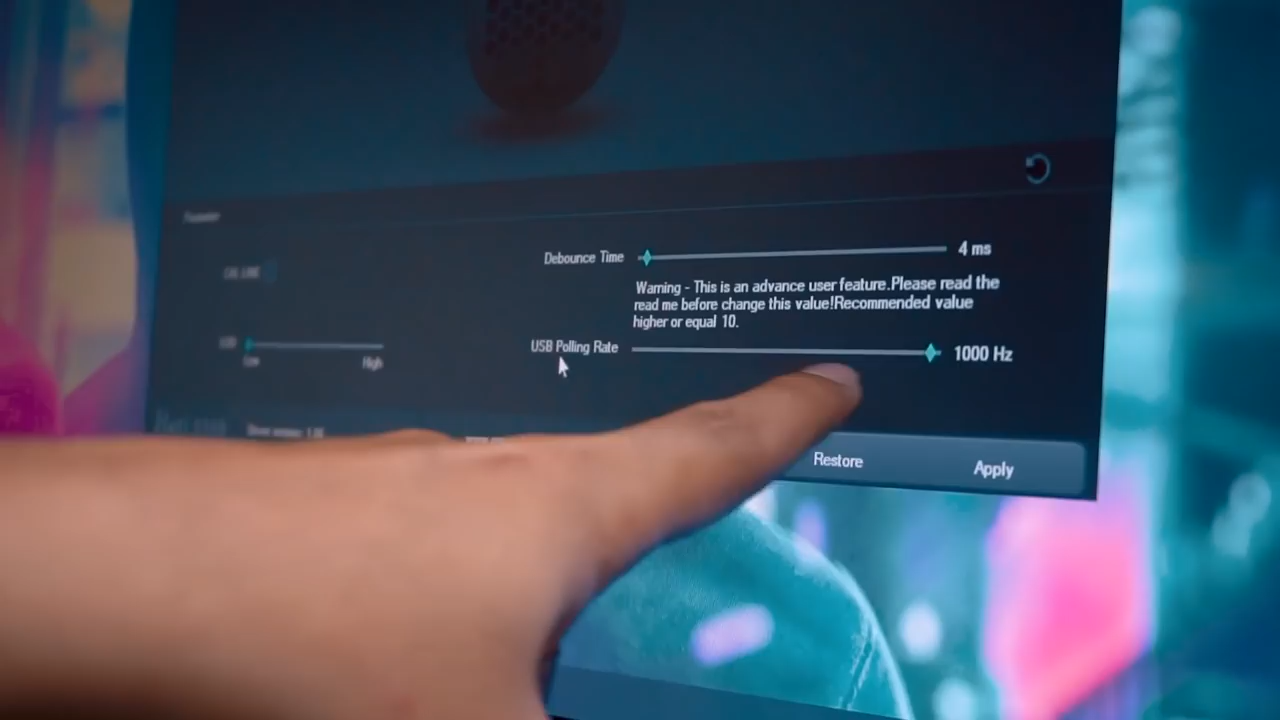 Debounce Time
4 ms
Warning - This is an advance user feature.Please read the
read me before change this value!Recommended value
higher or equal 10.
USB Polling Rate
1000 Hz
Low
High
Restore
Apply